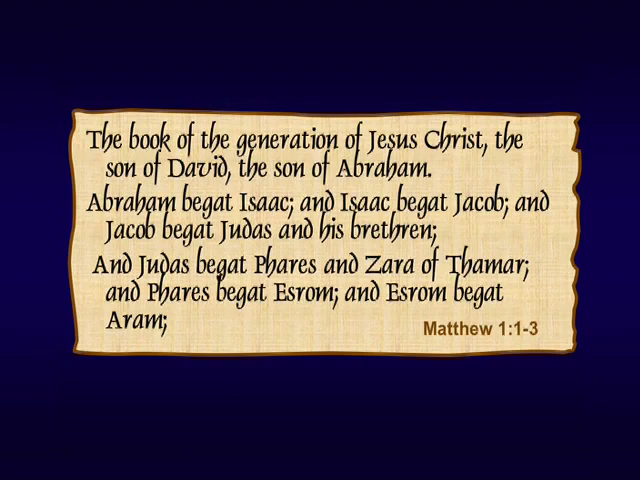 The book of the generation of Jesus Christ, the
son of David, the son of Abraham.
Abraham begat Isaac; and Isaac begat Jacob; and
Jacob begat Judas and his brethren;
And Judas begat Phares and Zara of Thamar;
and Phares begat Esrom; and Esrom begat
Aram;
Matthew 1:1-3